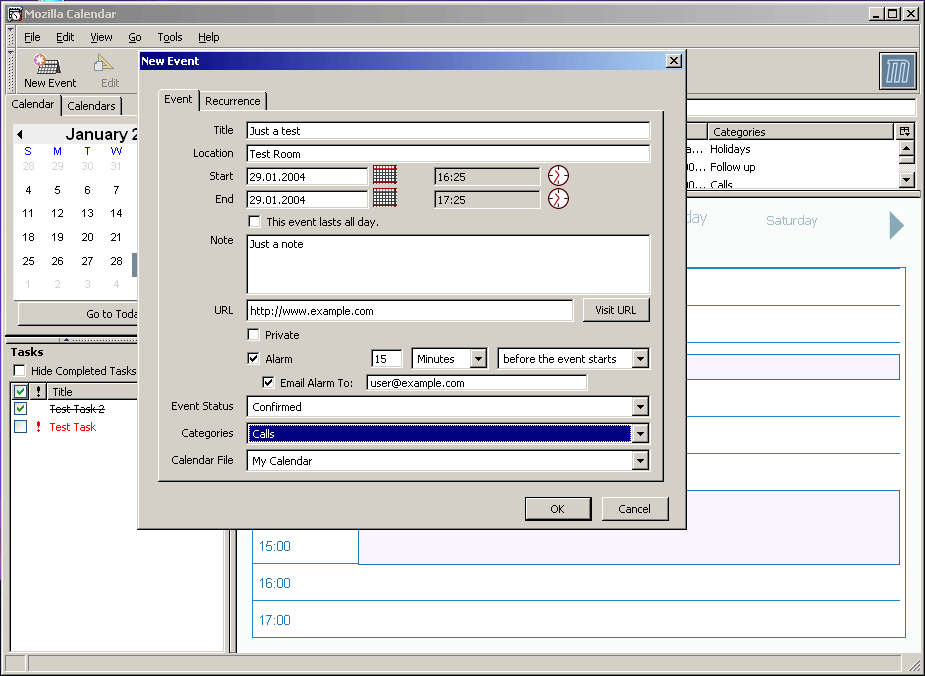 Mozilla Calendar
File Edit View Go Tools Help
New Event Edit
Calendar Calendars
January 2
S M T W
28 29 30 31
4 5 6 7
11 12 13 14
18 19 20 21
25 26 27 28
1 2 3 4
Go to Toda
Tasks
Hide Completed Tasks
! Title
Test Task 2
! Test Task
New Event
Event Recurrence
Title Just a test
Location Test Room
Start 29.01.2004 16:25
End 29.01.2004 17:25
This event lasts all day.
Note Just a note
URL http://www.example.com Visit URL
Private
Alarm 15 Minutes before the event starts
Email Alarm To: user@example.com
Event Status Confirmed
Categories Calls
Calendar File My Calendar
OK Cancel
Categories
a... Holidays
00... Follow up
00... Calls
day Saturday
15:00
16:00
17:00